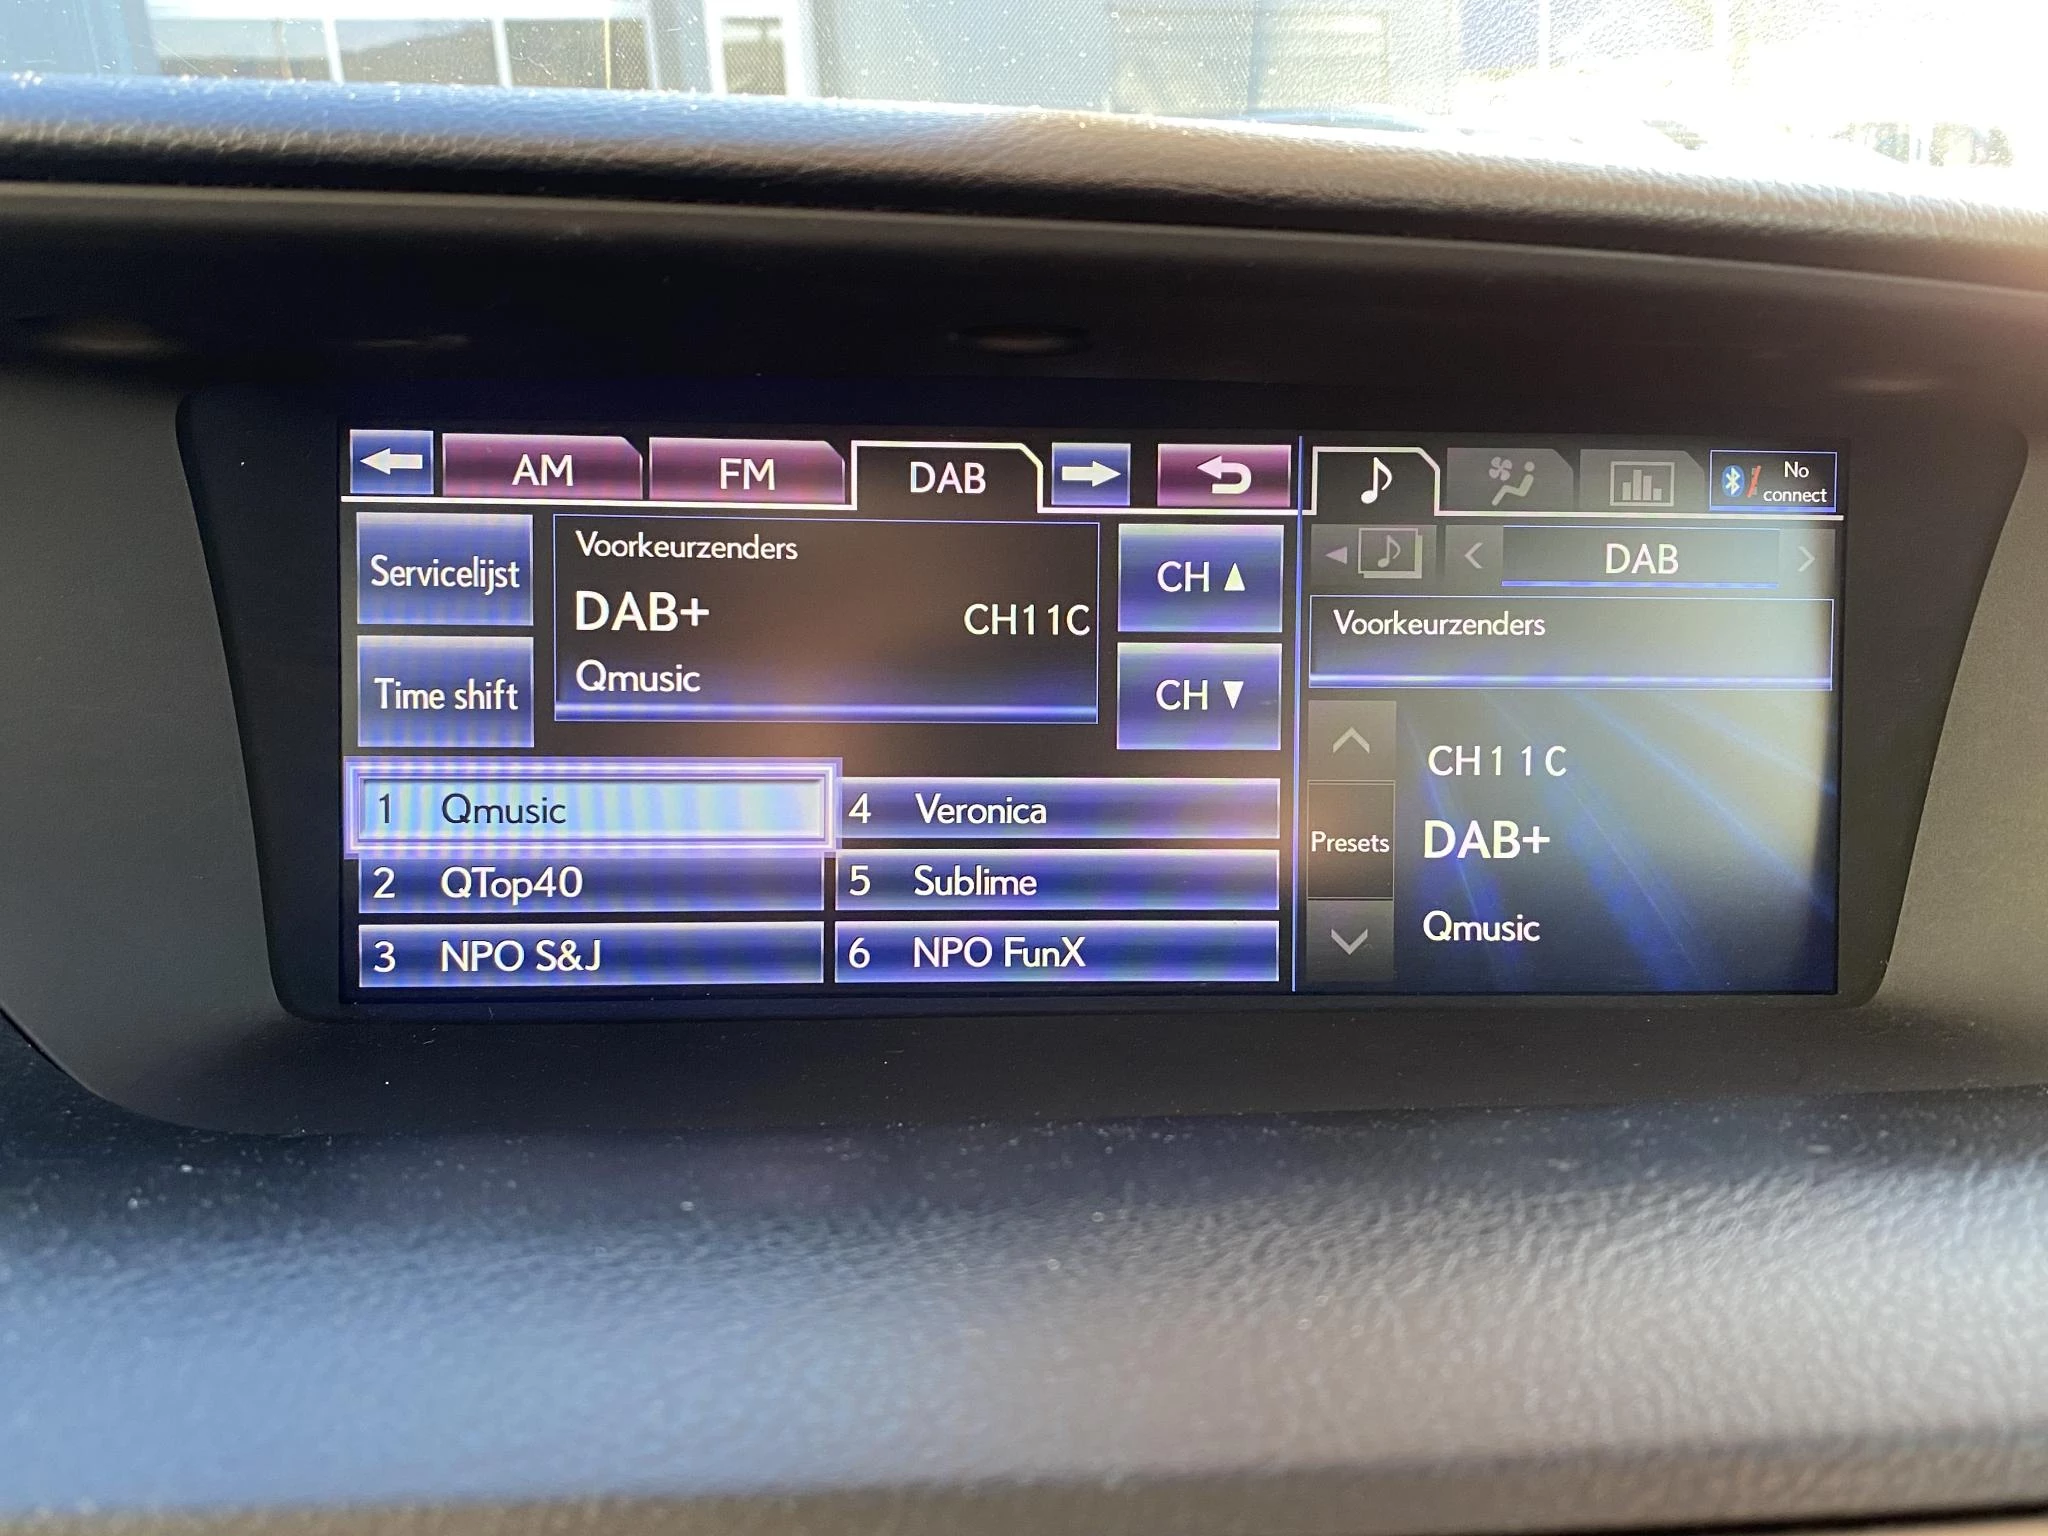 AM FM DAB
No
connect
Servicelijst
Time shift
Voorkeurzenders
DAB+ CH11C
Qmusic
CH ▲
CH ▼
1 Qmusic
2 QTop40
3 NPO S&J
4 Veronica
5 Sublime
6 NPO FunX
DAB
Voorkeurzenders
Presets
CH11C
DAB+
Qmusic